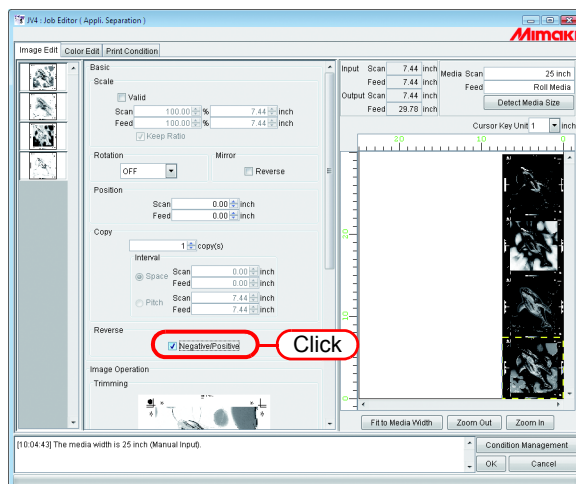 JV4 : Job Editor ( Appli. Separation )
Mimaki
Image Edit Color Edit Print Condition
Basic
Scale
Valid
Scan 100.00 % 7.44 inch
Feed 100.00 % 7.44 inch
Keep Ratio
Rotation Mirror
OFF Reverse
Position
Scan 0.00 inch
Feed 0.00 inch
Copy
1 copy(s)
Interval
Space Scan 0.00 inch
Feed 0.00 inch
Pitch Scan 7.44 inch
Feed 7.44 inch
Reverse
Negative/Positive
Click
Image Operation
Trimming
Input Scan 7.44 inch
Feed 7.44 inch
Output Scan 7.44 inch
Feed 29.78 inch
Media Scan 25 inch
Feed Roll Media
Detect Media Size
Cursor Key Unit 1 inch
20 10 0
20
10
0
Fit to Media Width Zoom Out Zoom In
[10:04:43] The media width is 25 inch (Manual Input).
Condition Management
OK Cancel